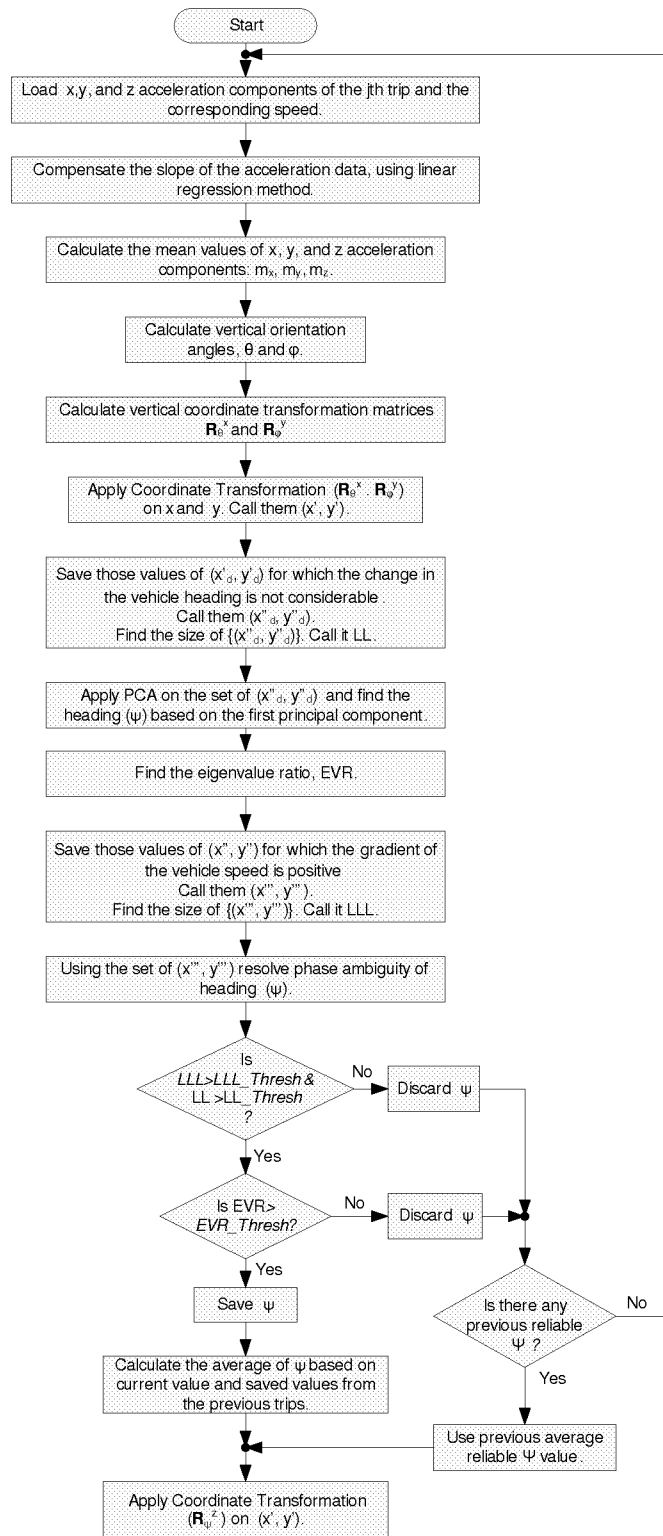 Start
Load x,y, and z acceleration components of the jth trip and the
corresponding speed.
Compensate the slope of the acceleration data, using linear
regression method.
Calculate the mean values of x, y, and z acceleration
components: mx, my, mz.
Calculate vertical orientation
angles, θ and φ.
Calculate vertical coordinate transformation matrices
Rθ^x and Rφ^y
Apply Coordinate Transformation (Rθ^x . Rφ^y)
on x and y. Call them (x', y').
Save those values of (x'd, y'd) for which the change in
the vehicle heading is not considerable.
Call them (x"d, y"d).
Find the size of {(x"d, y"d)}. Call it LL.
Apply PCA on the set of (x"d, y"d) and find the
heading (ψ) based on the first principal component.
Find the eigenvalue ratio, EVR.
Save those values of (x", y") for which the gradient of
the vehicle speed is positive
Call them (x"', y"').
Find the size of {(x"', y"')}. Call it LLL.
Using the set of (x"', y"') resolve phase ambiguity of
heading (ψ).
Is
LLL>LLL_Thresh &
LL >LL_Thresh
?
No
Discard ψ
Yes
Is EVR>
EVR_Thresh?
No
Discard ψ
Yes
Save ψ
Is there any
previous reliable
Ψ ?
No
Yes
Calculate the average of ψ based on
current value and saved values from
the previous trips.
Use previous average
reliable Ψ value.
Apply Coordinate Transformation
(Rψ^z) on (x', y').